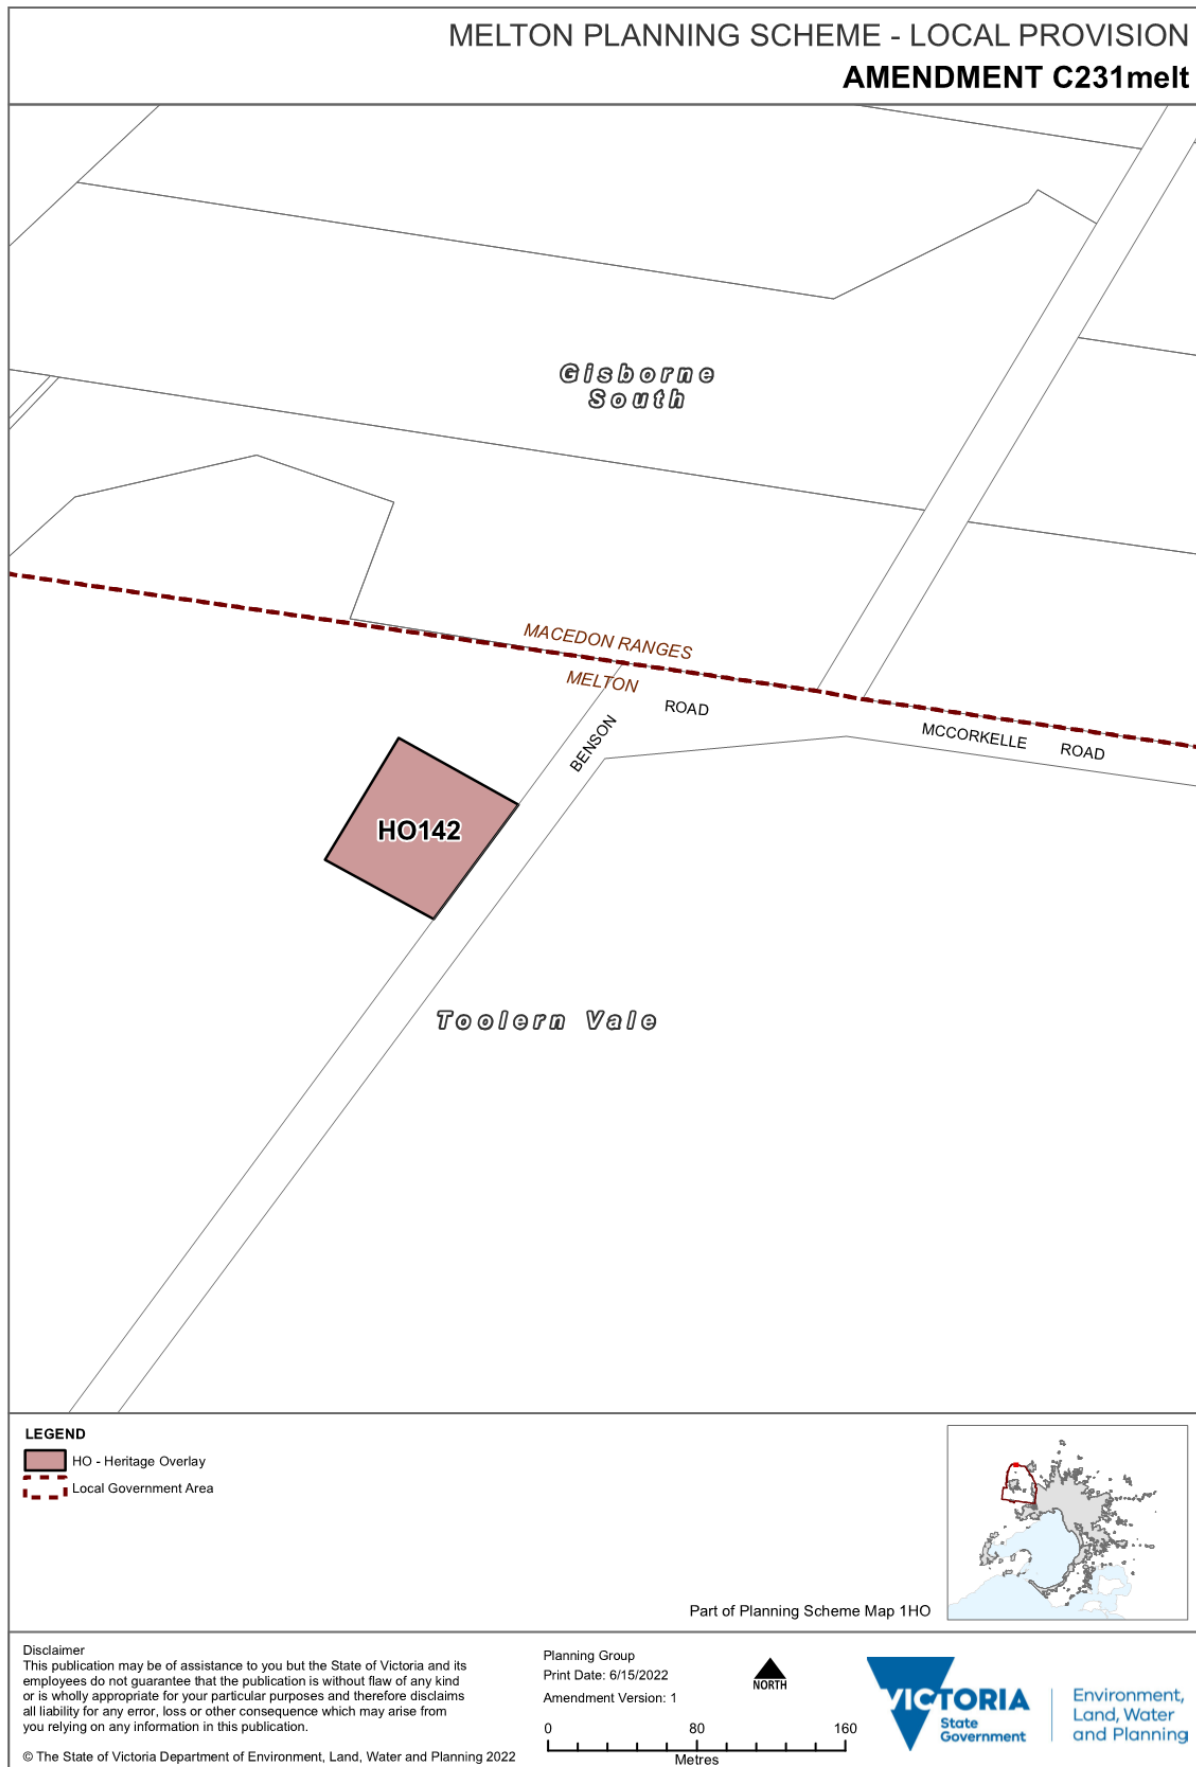 MELTON PLANNING SCHEME - LOCAL PROVISION
AMENDMENT C231melt
Gisborne
South
MACEDON RANGES
MELTON
BENSON
ROAD
MCCORKELLE
ROAD
HO142
Toolern Vale
LEGEND
HO - Heritage Overlay
Local Government Area
Part of Planning Scheme Map 1HO
Disclaimer
This publication may be of assistance to you but the State of Victoria and its
employees do not guarantee that the publication is without flaw of any kind
or is wholly appropriate for your particular purposes and therefore disclaims
all liability for any error, loss or other consequence which may arise from
you relying on any information in this publication.
© The State of Victoria Department of Environment, Land, Water and Planning 2022
Planning Group
Print Date: 6/15/2022
Amendment Version: 1
NORTH
0 80 160
Metres
VICTORIA
State
Government
Environment,
Land, Water
and Planning